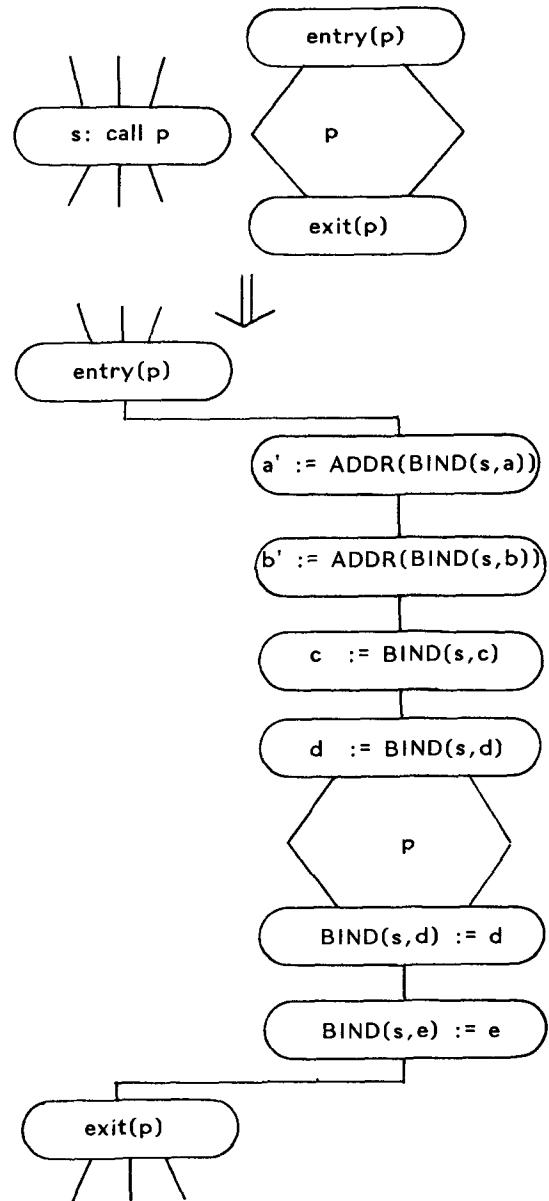 entry(p)
s: call p
p
exit(p)
entry(p)
a' := ADDR(BIND(s,a))
b' := ADDR(BIND(s,b))
c := BIND(s,c)
d := BIND(s,d)
p
BIND(s,d) := d
BIND(s,e) := e
exit(p)